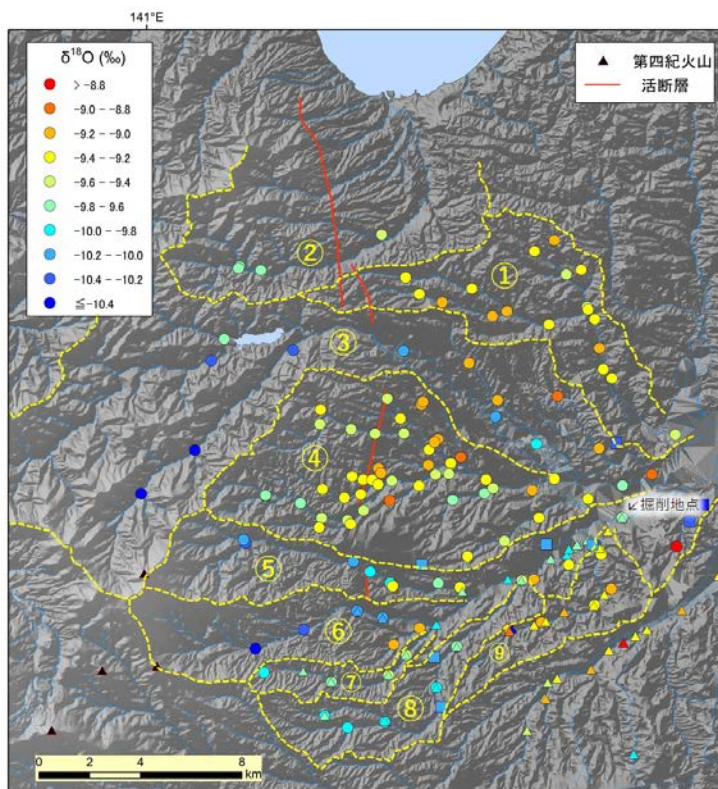 141°E
δ18O (‰)
> -8.8
-9.0 - -8.8
-9.2 - -9.0
-9.4 - -9.2
-9.6 - -9.4
-9.8 - 9.6
-10.0 - -9.8
-10.2 - -10.0
-10.4 - -10.2
≦ -10.4
第四紀火山
活断層
①
②
③
④
↙掘削地点
⑤
⑥
⑨
⑦
⑧
0 2 4 8
km